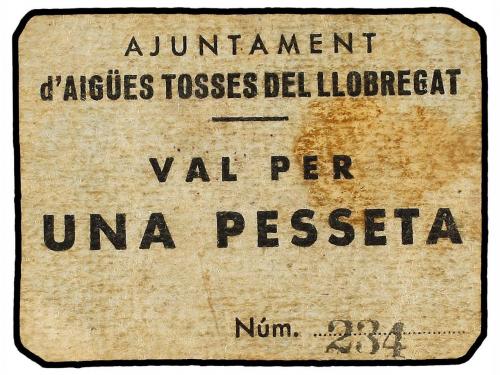 AJUNTAMENT
d'AIGÜES TOSSES DEL LLOBREGAT
VAL PER
UNA PESSETA
Núm. 234